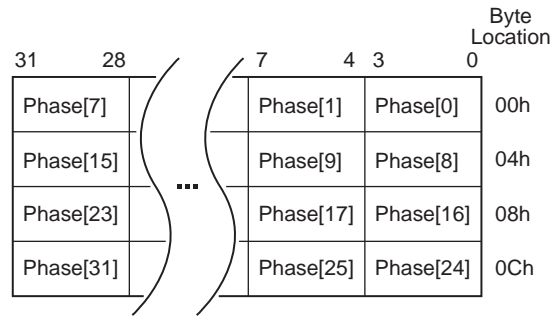 Byte
Location
31 28 7 4 3 0
Phase[7] Phase[1] Phase[0] 00h
Phase[15] ... Phase[9] Phase[8] 04h
Phase[23] Phase[17] Phase[16] 08h
Phase[31] Phase[25] Phase[24] 0Ch